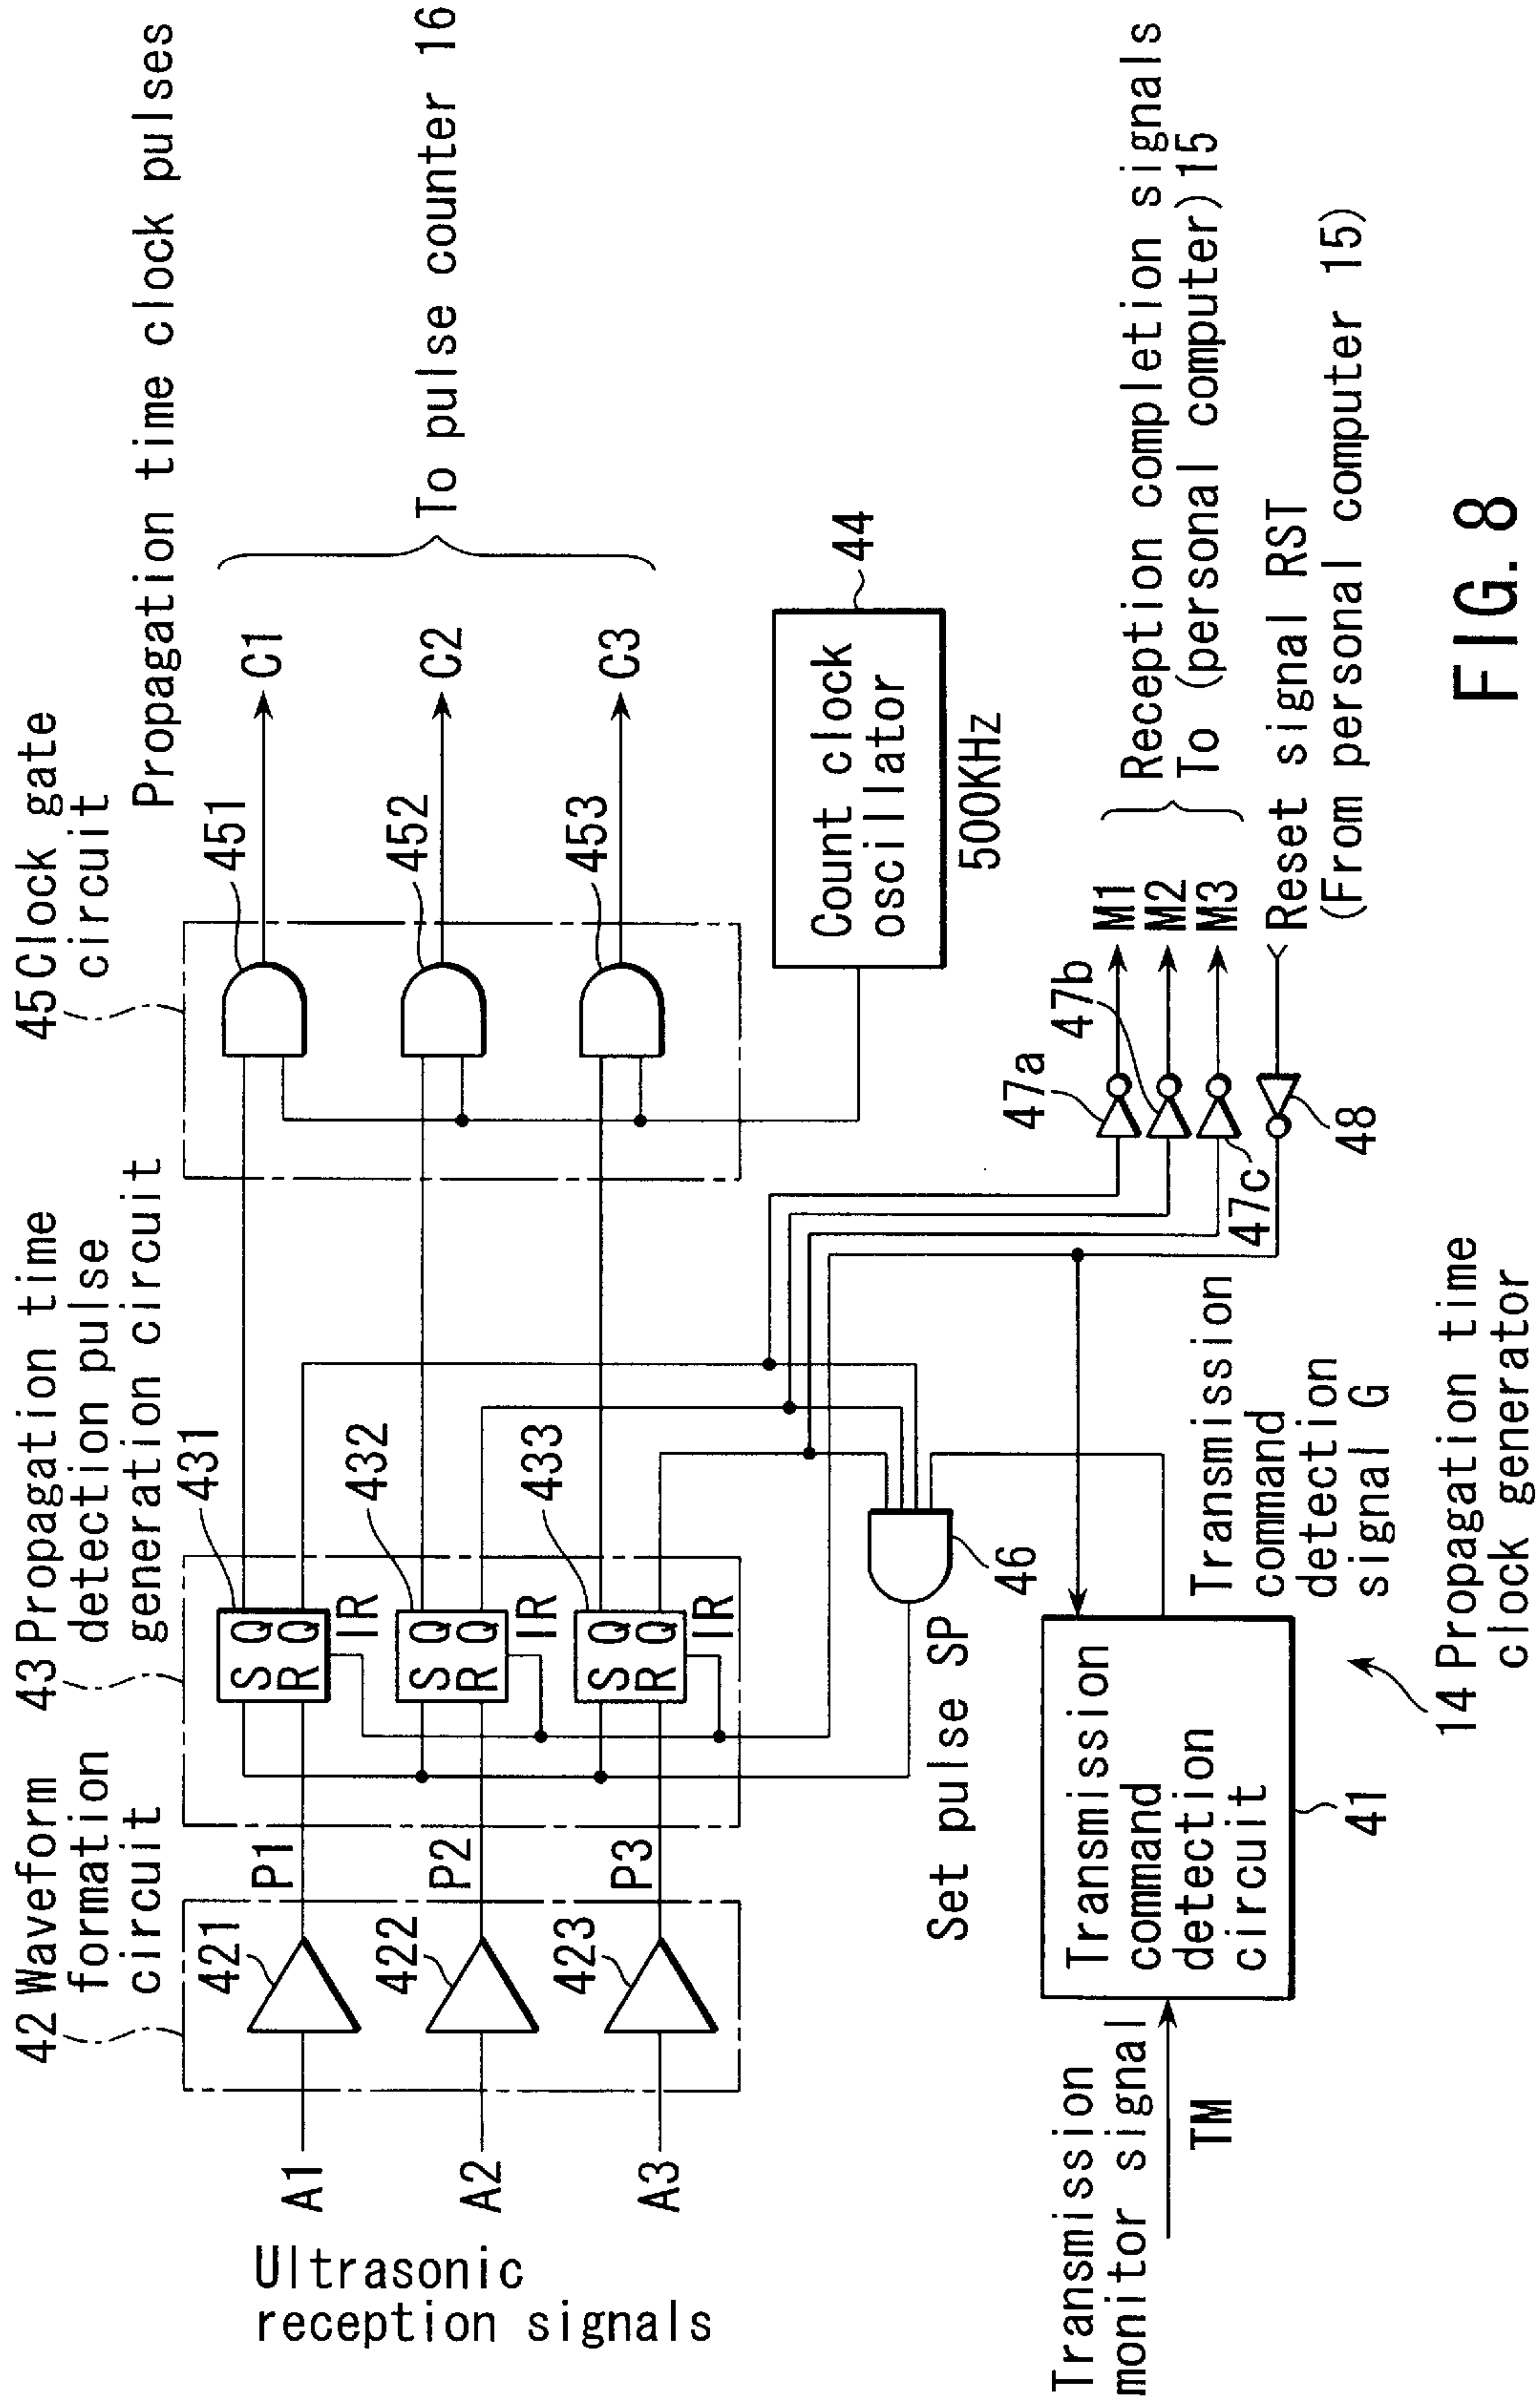 42 Waveform
formation
circuit
43 Propagation time
detection pulse
generation circuit
45 Clock gate
circuit
Propagation time clock pulses
421
422
423
P1
P2
P3
431
432
433
S Q
R Q
IR
S Q
R Q
IR
S Q
R Q
IR
451
452
453
C1
C2
C3
To pulse counter 16
A1
A2
A3
Ultrasonic
reception signals
Count clock
oscillator
44
500KHz
Set pulse SP
46
47a
47b
47c
48
M1
M2
M3
Reception completion signals
To (personal computer) 15
Reset signal RST
(From personal computer 15)
Transmission
monitor signal
TM
Transmission
command
detection
circuit
41
Transmission
command
detection
signal G
14 Propagation time
clock generator
FIG. 8